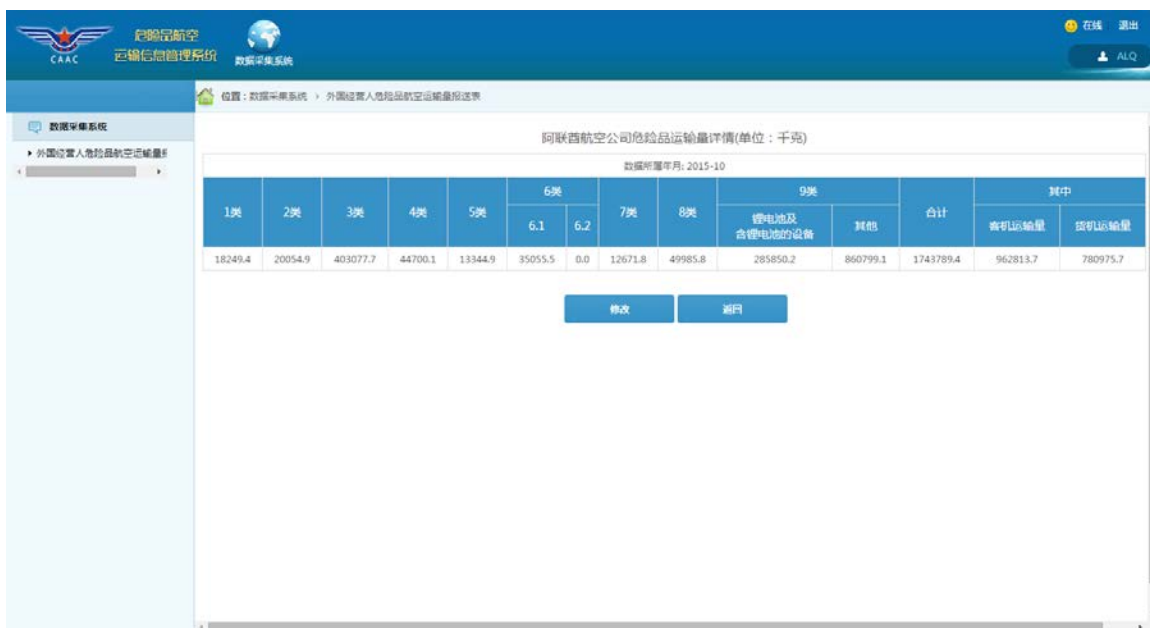 危险品航空
运输信息管理系统
CAAC
数据采集系统
在线 退出
ALQ
位置：数据采集系统 › 外国经营人危险品航空运输量报送表
数据采集系统
外国经营人危险品航空运输量
阿联酋航空公司危险品运输量详情(单位：千克)
数据所属年月: 2015-10
1类 2类 3类 4类 5类 6类 7类 8类 9类 合计 其中
6.1 6.2 锂电池及 其他 客机运输量 货机运输量
含锂电池的设备
18249.4 20054.9 403077.7 44700.1 13344.9 35055.5 0.0 12671.8 49985.8 285850.2 860799.1 1743789.4 962813.7 780975.7
修改 返回